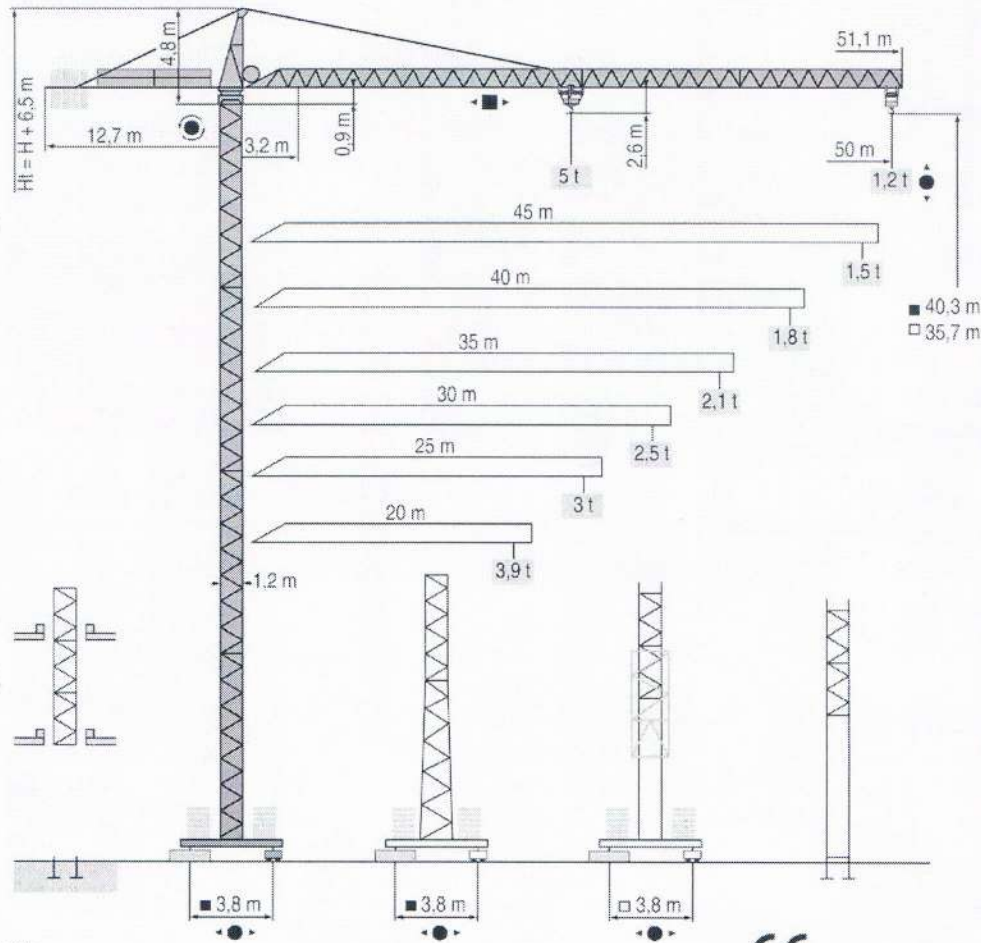 51,1 m
4,8 m
Ht = H + 6,5 m
12,7 m
3,2 m
0,9 m
2,6 m
50 m
5 t
1,2 t
45 m
1,5 t
40 m
■ 40,3 m
□ 35,7 m
1,8 t
35 m
2,1 t
30 m
2,5 t
25 m
3 t
20 m
3,9 t
1,2 m
■ 3,8 m
■ 3,8 m
□ 3,8 m